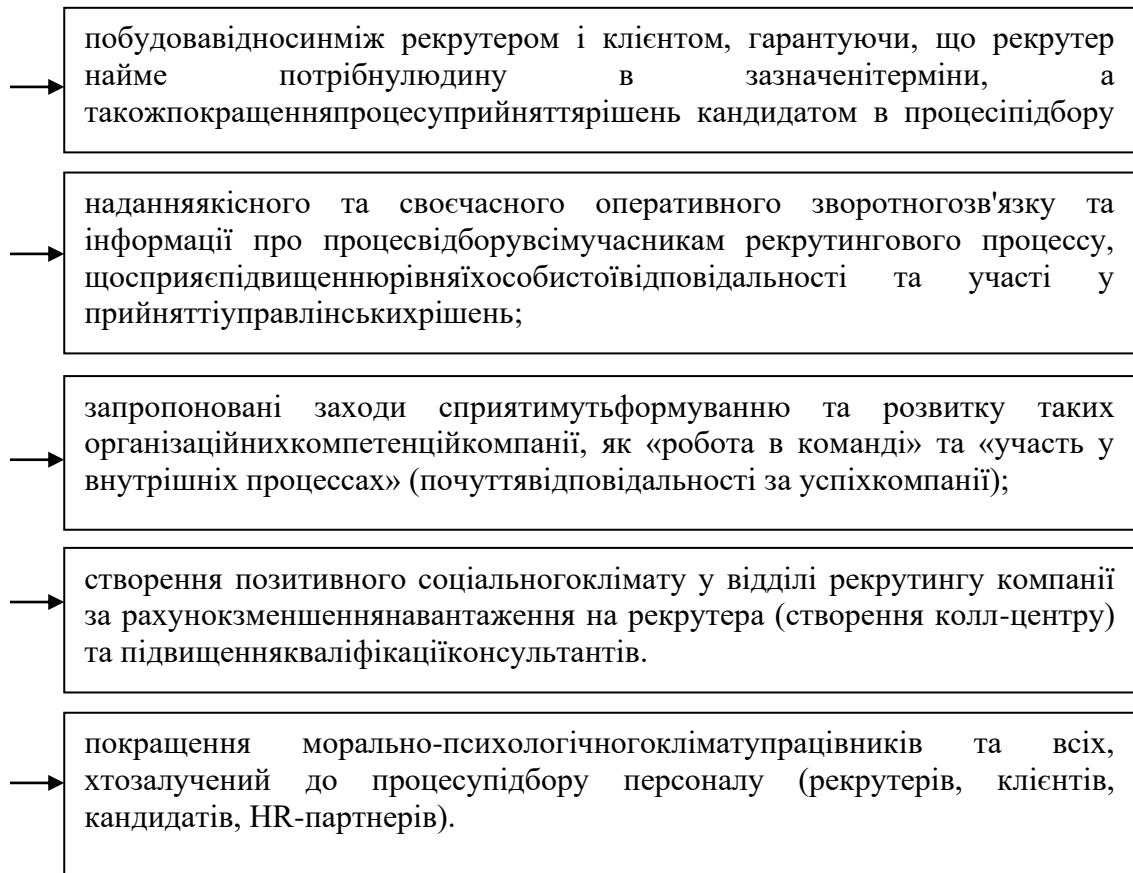 побудовавідносинміж рекрутером і клієнтом, гарантуючи, що рекрутер
найме потрібнулюдину в зазначенітерміни, а
такожпокращенняпроцесуприйняттярішень кандидатом в процесіпідбору
наданняякісного та своєчасного оперативного зворотногозв'язку та
інформації про процесвідборувсімучасникам рекрутингового процессу,
щосприяєпідвищеннюрівняїхособистоївідповідальності та участі у
прийняттіуправлінськихрішень;
запропоновані заходи сприятимутьформуванню та розвитку таких
організаційнихкомпетенційкомпанії, як «робота в команді» та «участь у
внутрішніх процессах» (почуттявідповідальності за успіхкомпанії);
створення позитивного соціальногоклімату у відділі рекрутингу компанії
за рахунокзменшеннянавантаження на рекрутера (створення колл-центру)
та підвищеннякваліфікаціїконсультантів.
покращення морально-психологічногокліматупрацівників та всіх,
хтозалучений до процесупідбору персоналу (рекрутерів, клієнтів,
кандидатів, HR-партнерів).